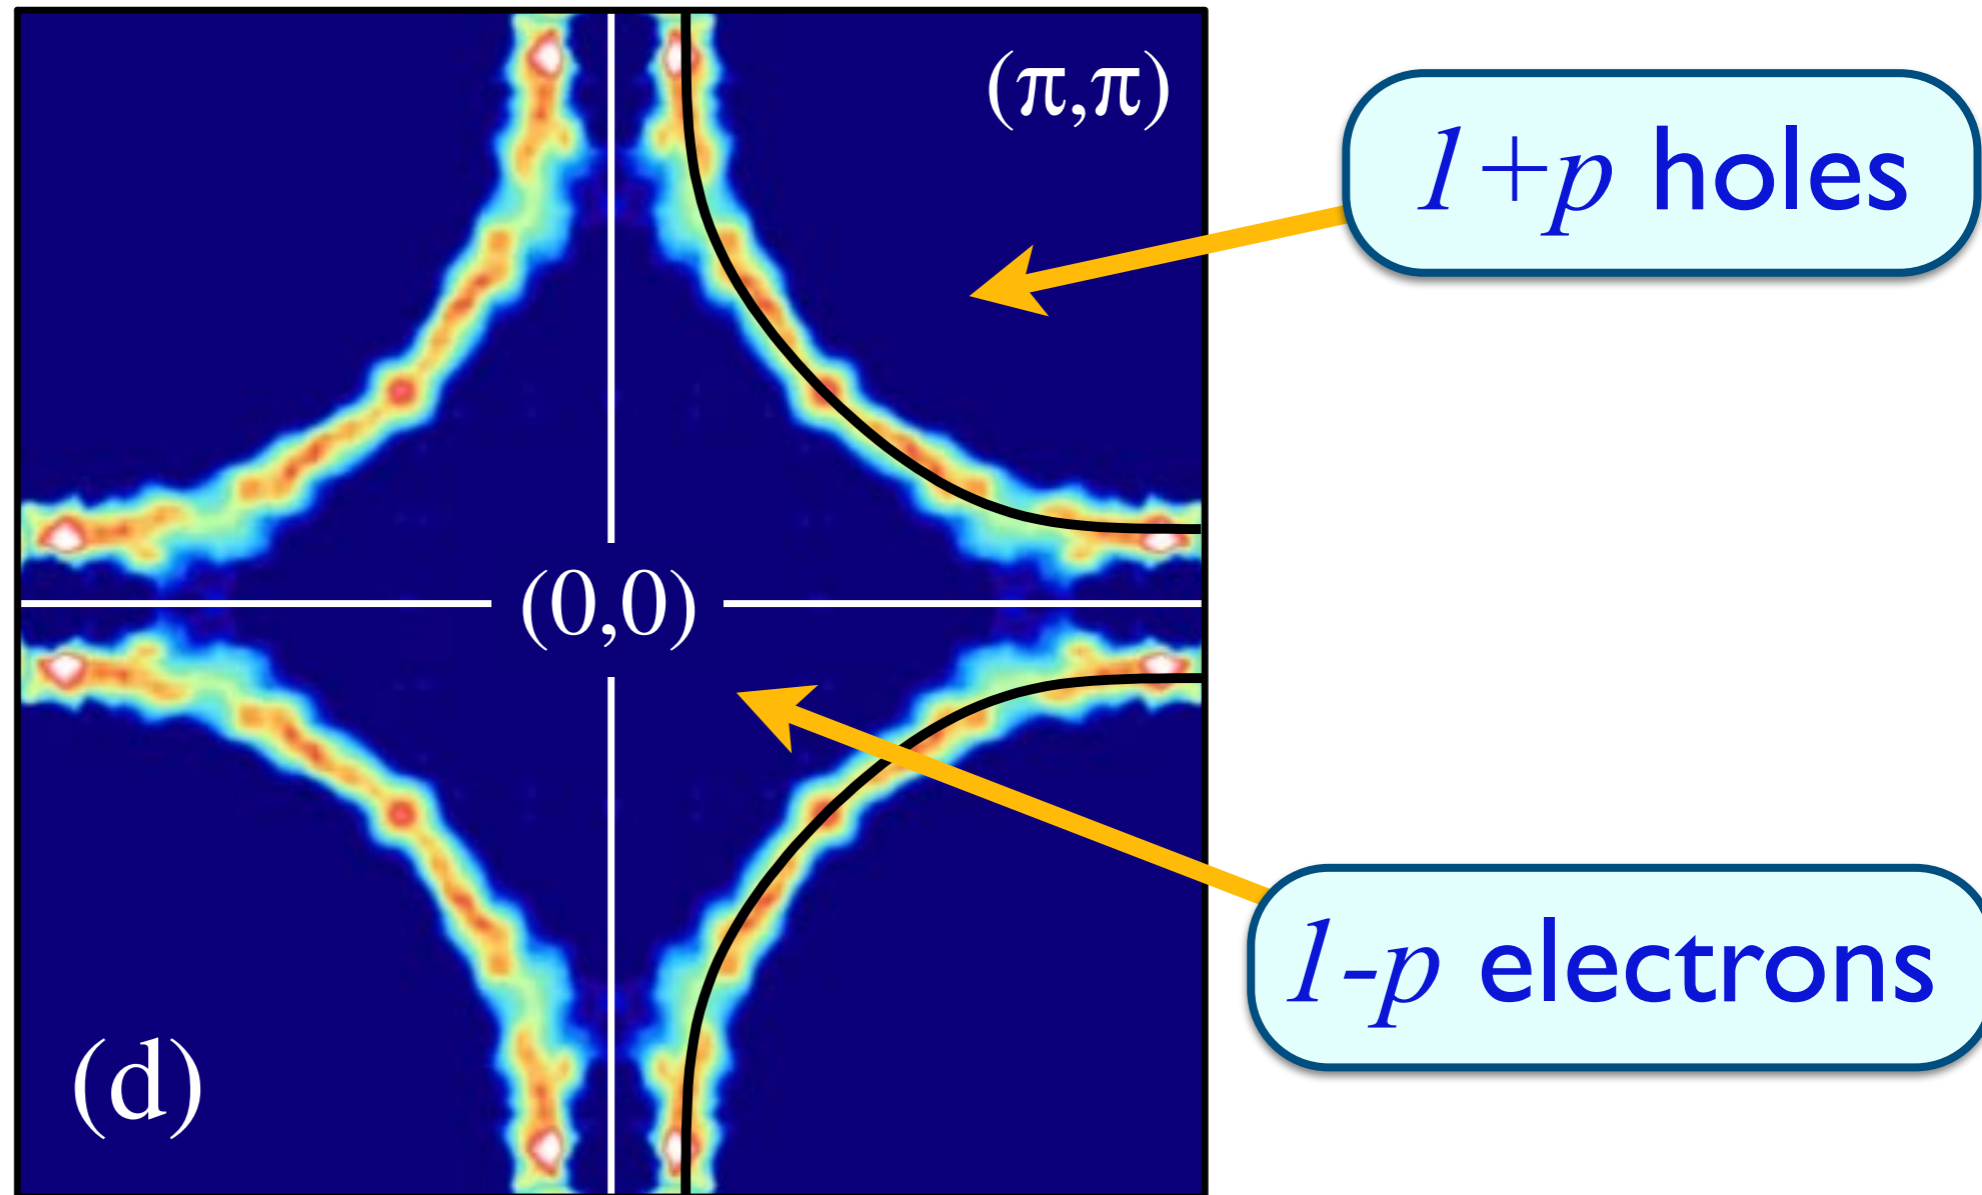 (π,π)
1+p holes
(0,0)
1-p electrons
(d)